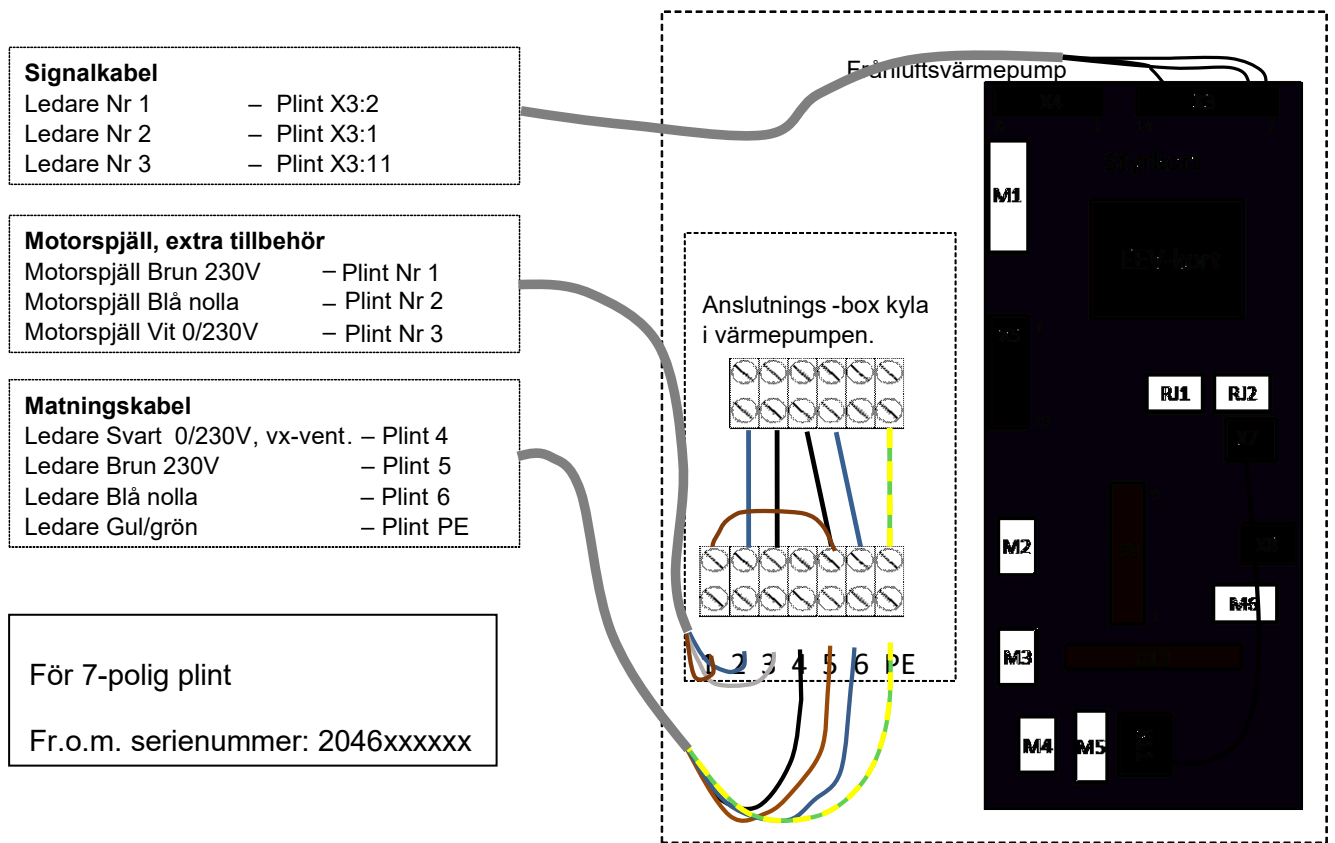 Signalkabel
Ledare Nr 1 – Plint X3:2
Ledare Nr 2 – Plint X3:1
Ledare Nr 3 – Plint X3:11
Motorspjäll, extra tillbehör
Motorspjäll Brun 230V – Plint Nr 1
Motorspjäll Blå nolla – Plint Nr 2
Motorspjäll Vit 0/230V – Plint Nr 3
Matningskabel
Ledare Svart 0/230V, vx-vent. – Plint 4
Ledare Brun 230V – Plint 5
Ledare Blå nolla – Plint 6
Ledare Gul/grön – Plint PE
För 7-polig plint
Fr.o.m. serienummer: 2046xxxxxx
Frånluftsvärmepump
Anslutnings -box kyla
i värmepumpen.
1 2 3 4 5 6 PE
X4
M1
RJ1 RJ2
X7
M2
M6
M3
M4 M5